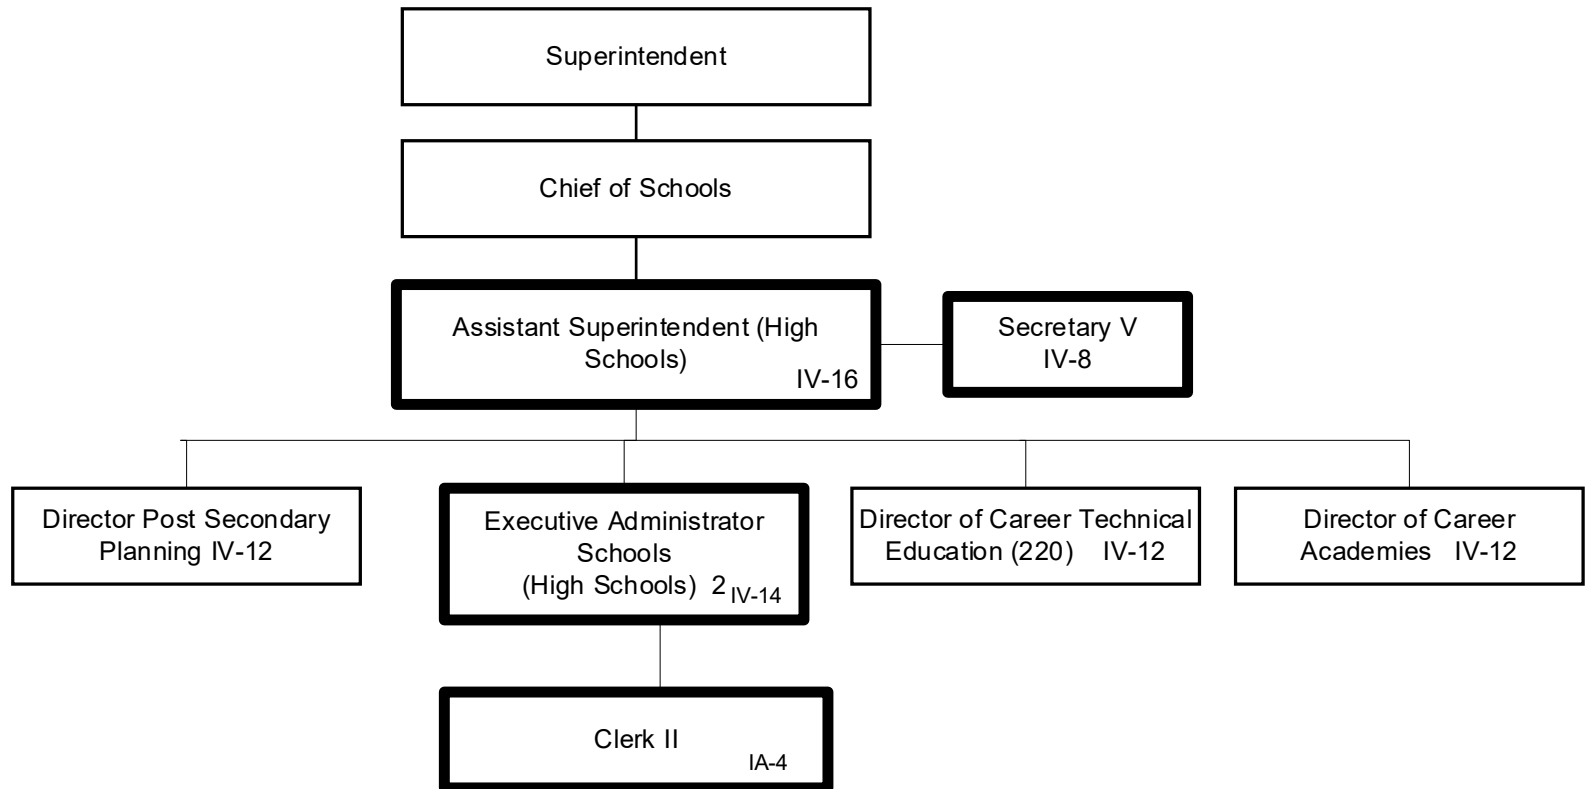 Superintendent
Chief of Schools
Assistant Superintendent (High
Schools)
IV-16
Secretary V
IV-8
Director Post Secondary
Planning IV-12
Executive Administrator
Schools
(High Schools) 2 IV-14
Director of Career Technical
Education (220) IV-12
Director of Career
Academies IV-12
Clerk II
IA-4